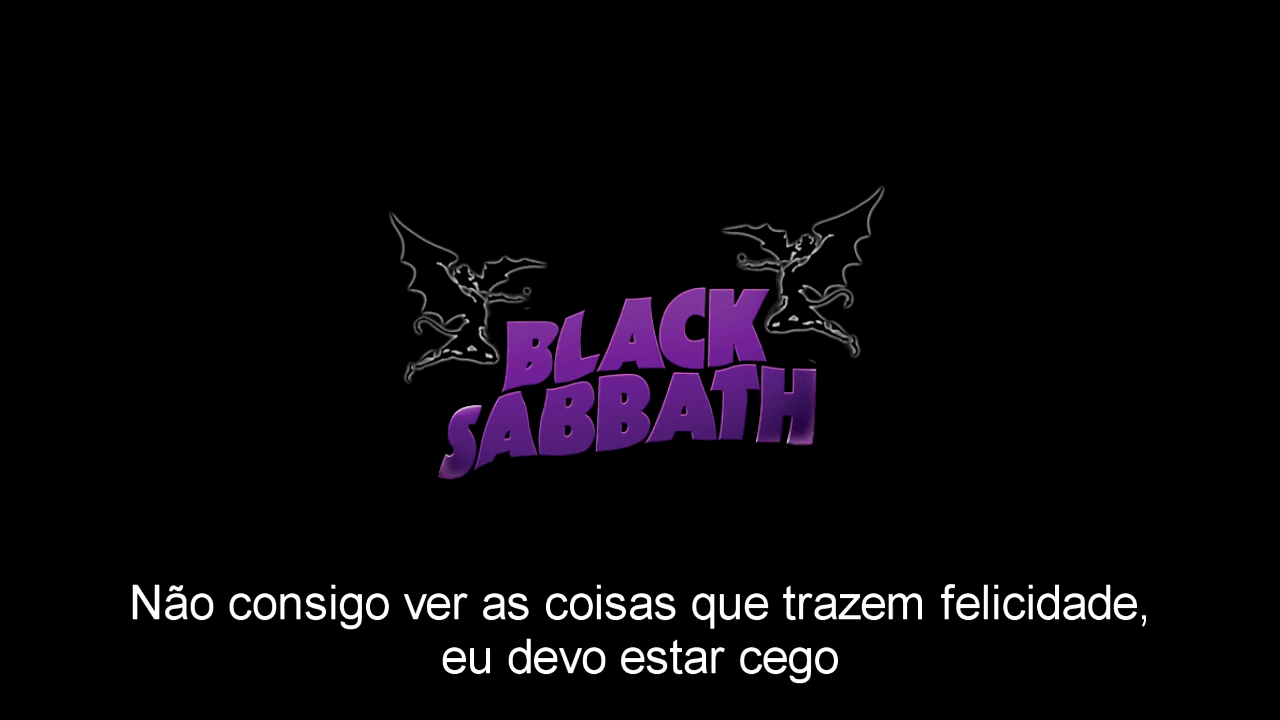 BLACK
SABBATH
Não consigo ver as coisas que trazem felicidade,
eu devo estar cego